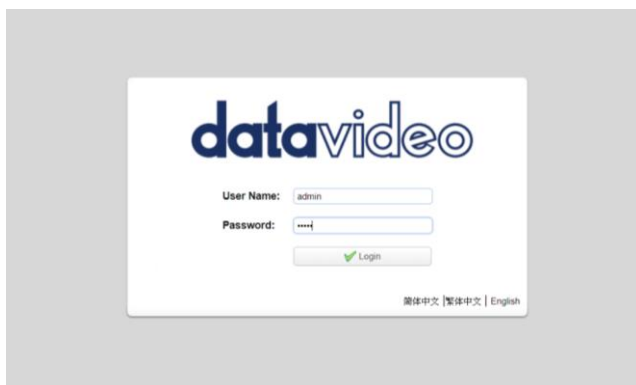 datavideo
User Name: admin
Password: •••••
Login
简体中文 |繁体中文 | English